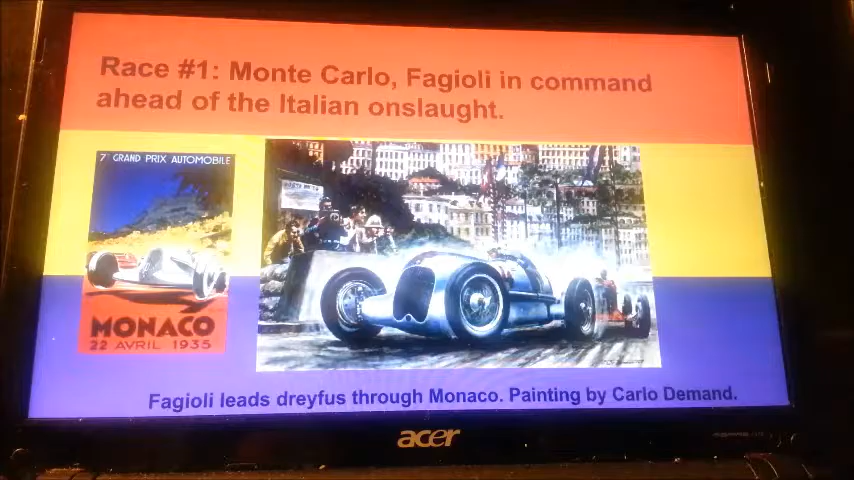 Race #1: Monte Carlo, Fagioli in command
ahead of the Italian onslaught.
7e GRAND PRIX AUTOMOBILE
MONACO
22 AVRIL 1935
Fagioli leads dreyfus through Monaco. Painting by Carlo Demand.
acer